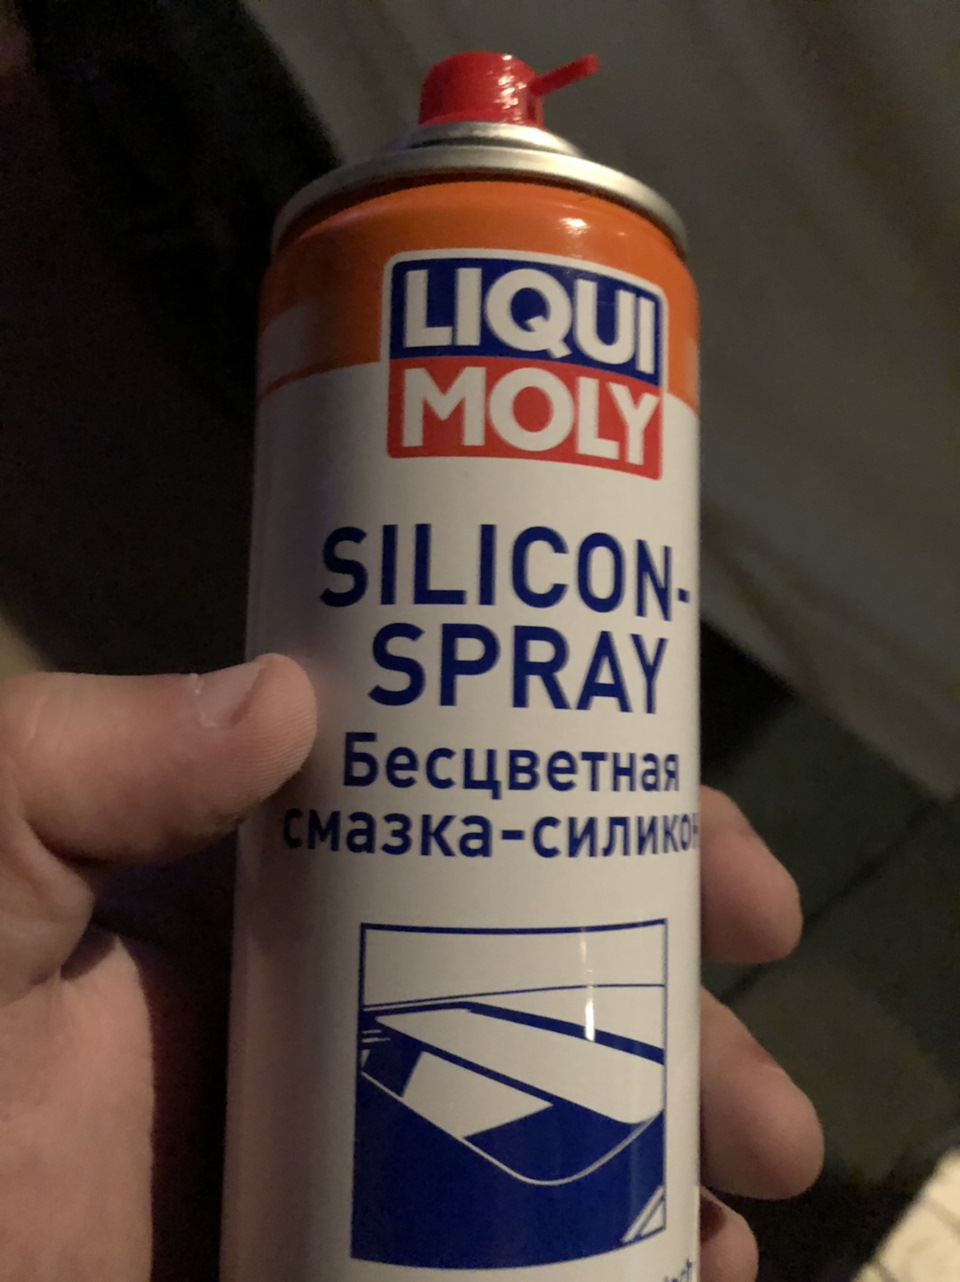 LIQUI
MOLY
SILICON-
SPRAY
Бесцветная
смазка-силикон